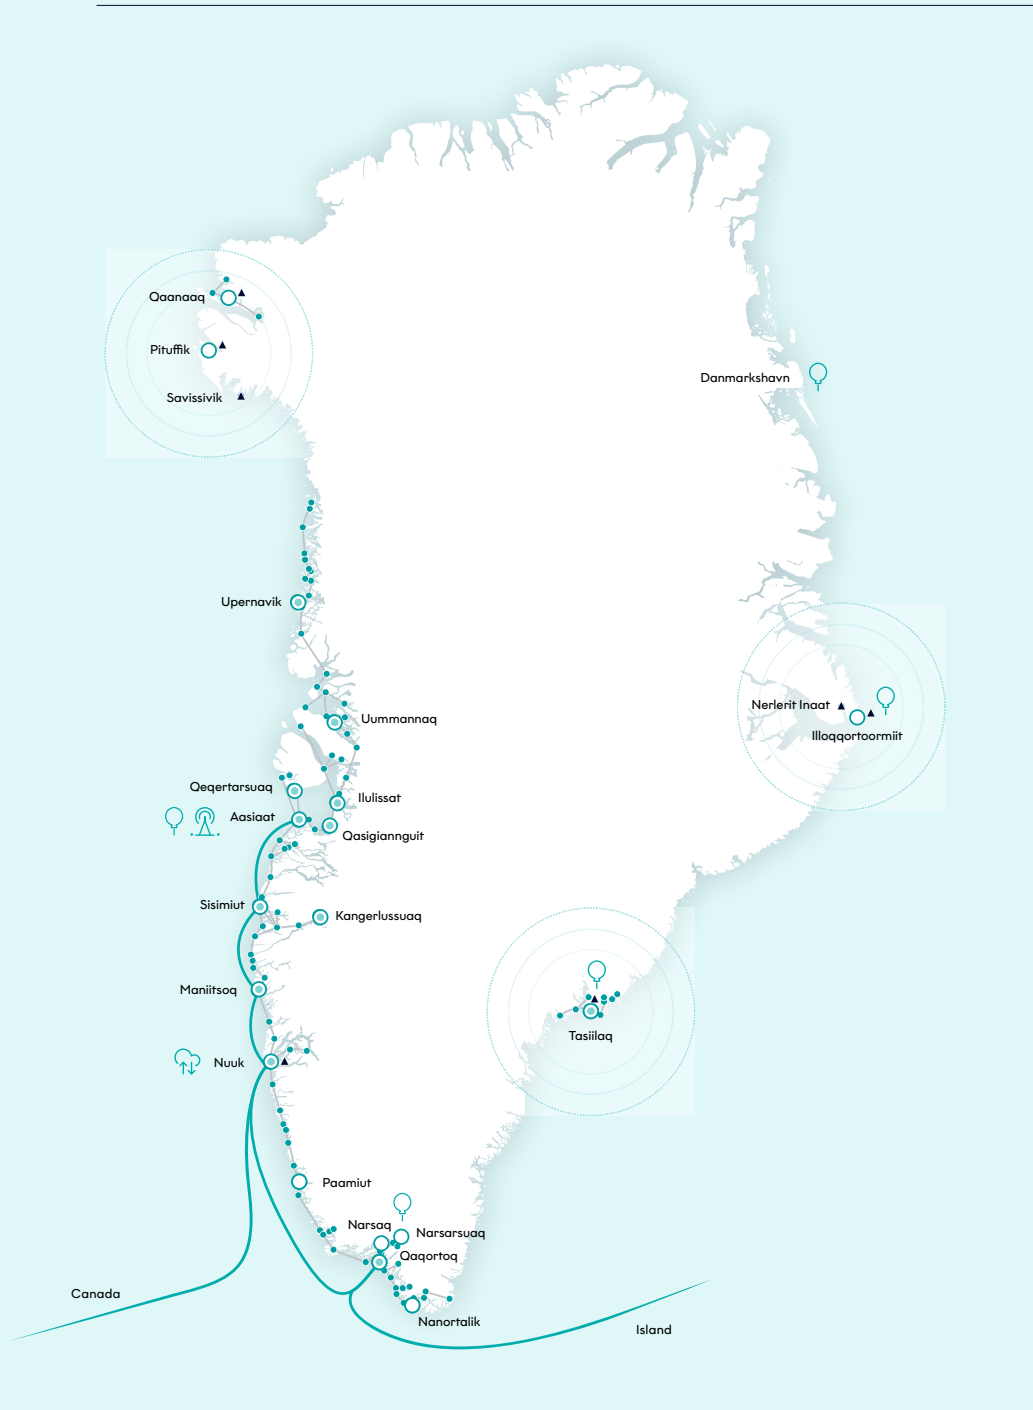 Qaanaaq
Pituffik
Savissivik
Danmarkshavn
Upernavik
Uummannaq
Nerlerit Inaat
Illoqqortoormiit
Qeqertarsuaq
Ilulissat
Aasiaat
Qasigiannguit
Sisimiut
Kangerlussuaq
Maniitsoq
Tasiilaq
Nuuk
Paamiut
Narsaq
Narsarsuaq
Qaqortoq
Canada
Nanortalik
Island